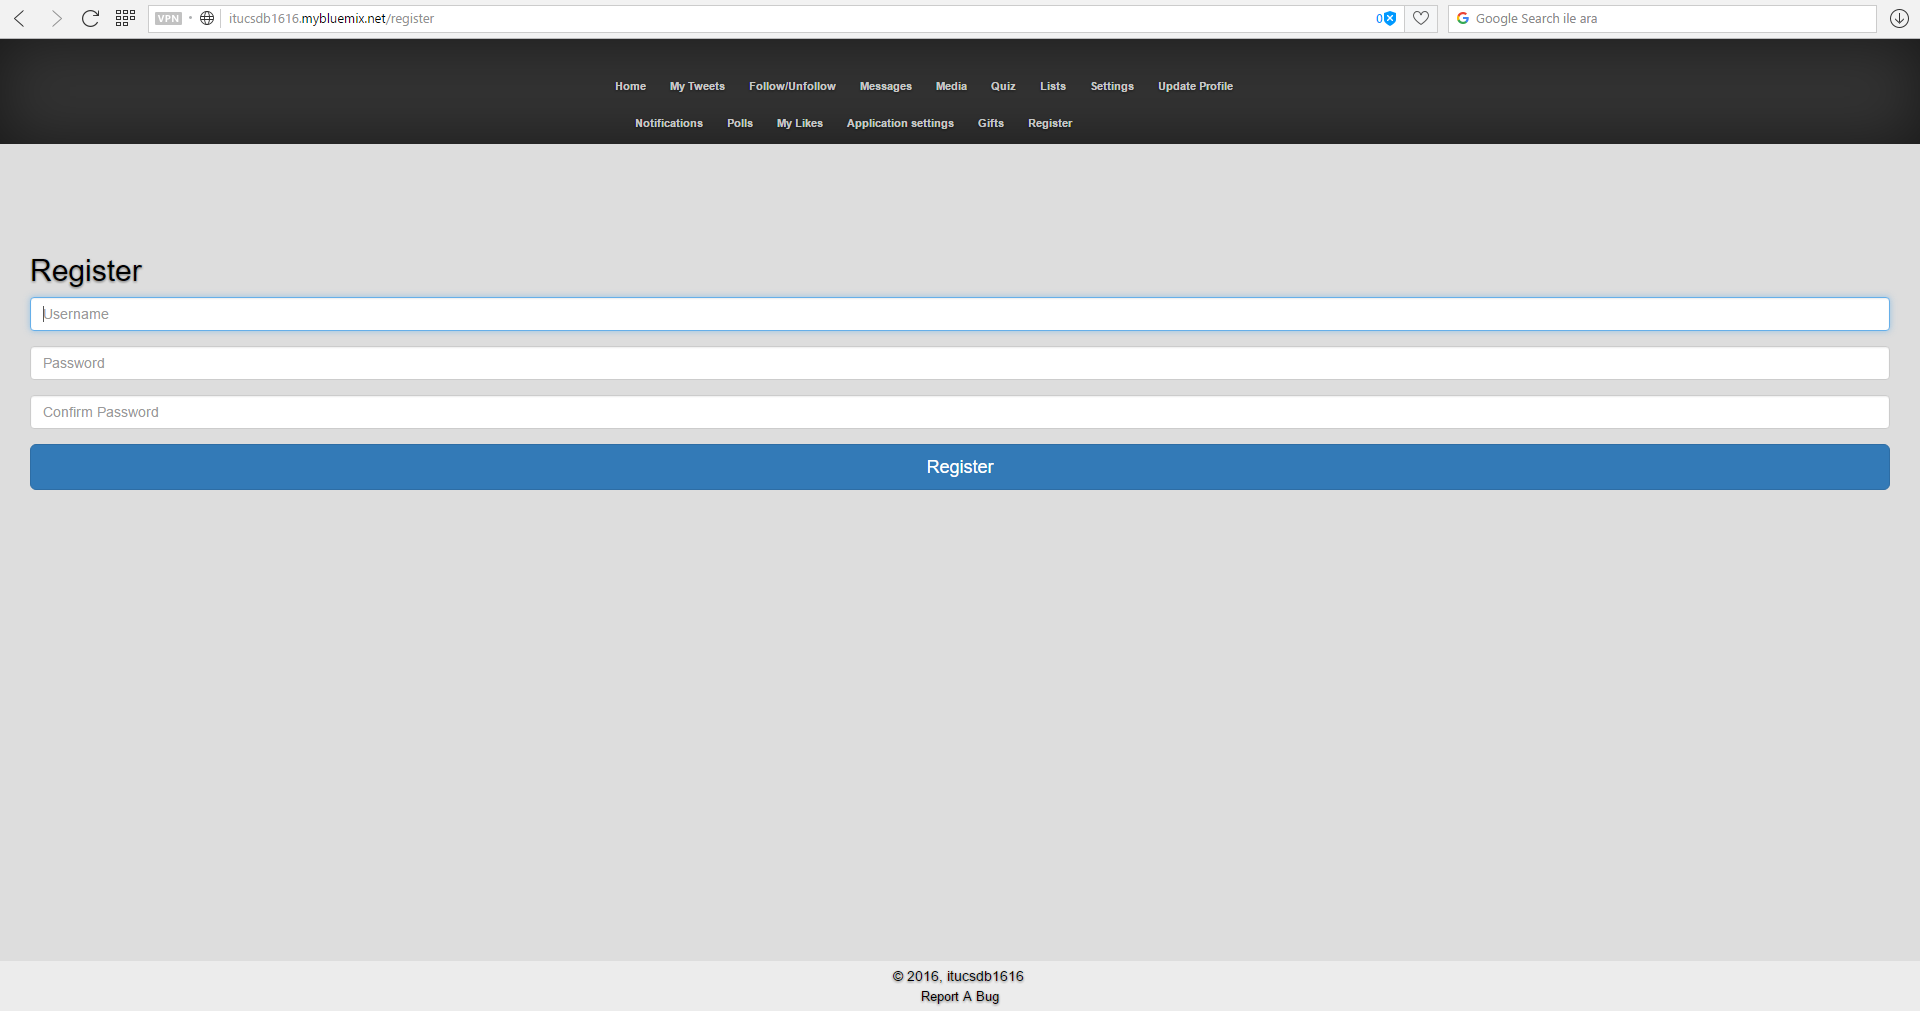 VPN itucsdb1616.mybluemix.net/register 0 Google Search ile ara
Home My Tweets Follow/Unfollow Messages Media Quiz Lists Settings Update Profile
Notifications Polls My Likes Application settings Gifts Register
Register
Username
Password
Confirm Password
Register
© 2016, itucsdb1616
Report A Bug